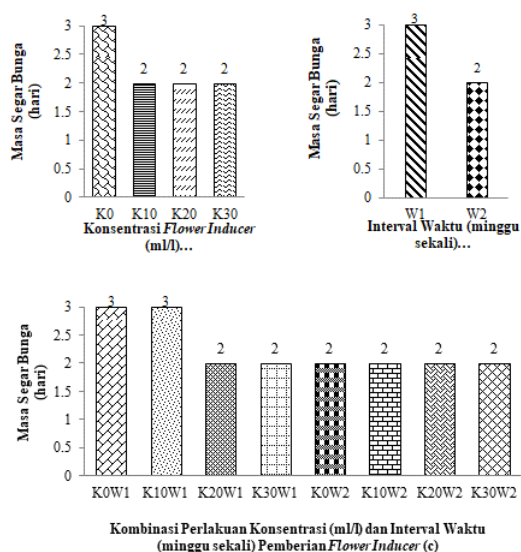 Masa Segar Bunga
(hari)
3
2.5
2
1.5
1
0.5
0
3
2
2
2
K0 K10 K20 K30
Konsentrasi Flower Inducer
(ml/l)...
Masa Segar Bunga
(hari)
3
2.5
2
1.5
1
0.5
0
3
2
W1 W2
Interval Waktu (minggu
sekali)...
Masa Segar Bunga
(hari)
3
2.5
2
1.5
1
0.5
0
3
3
2
2
2
2
2
2
K0W1 K10W1 K20W1 K30W1 K0W2 K10W2 K20W2 K30W2
Kombinasi Perlakuan Konsentrasi (ml/l) dan Interval Waktu
(minggu sekali) Pemberian Flower Inducer (c)